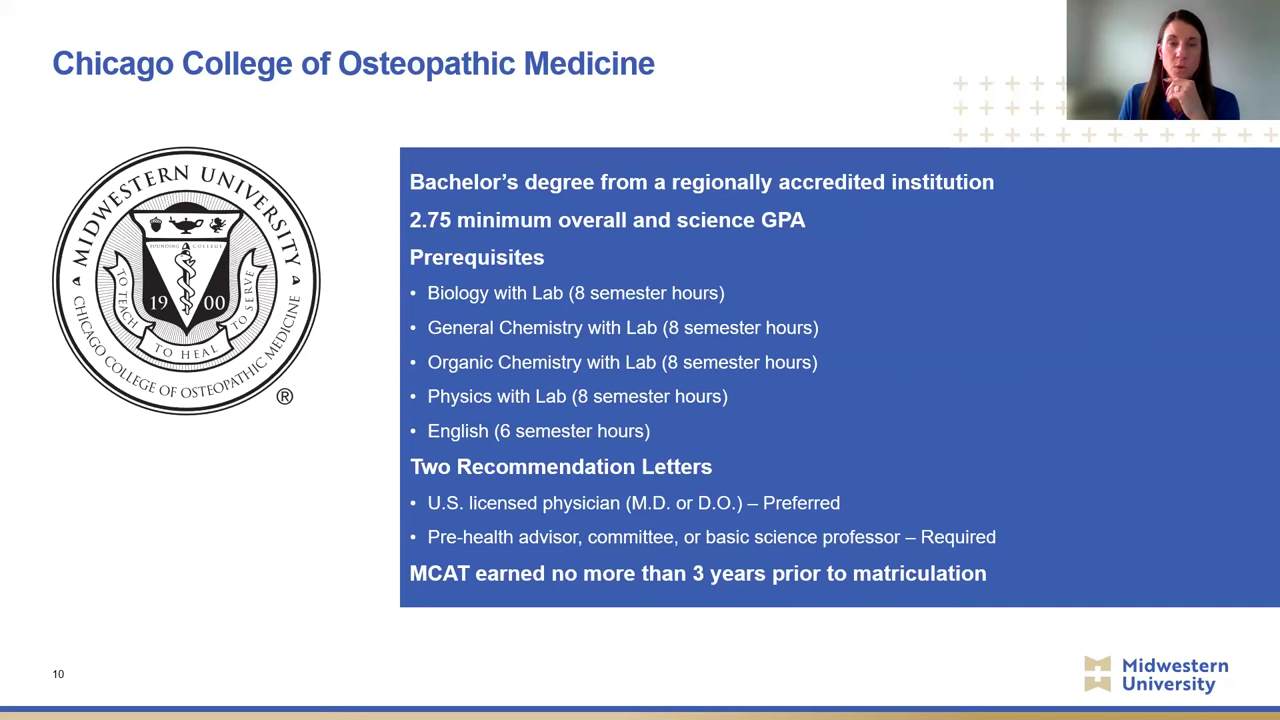 Chicago College of Osteopathic Medicine
MIDWESTERN UNIVERSITY
FOUNDING COLLEGE
19 00
TO TEACH
TO HEAL
TO SERVE
CHICAGO COLLEGE OF OSTEOPATHIC MEDICINE
®
Bachelor’s degree from a regionally accredited institution
2.75 minimum overall and science GPA
Prerequisites
• Biology with Lab (8 semester hours)
• General Chemistry with Lab (8 semester hours)
• Organic Chemistry with Lab (8 semester hours)
• Physics with Lab (8 semester hours)
• English (6 semester hours)
Two Recommendation Letters
• U.S. licensed physician (M.D. or D.O.) – Preferred
• Pre-health advisor, committee, or basic science professor – Required
MCAT earned no more than 3 years prior to matriculation
10
Midwestern
University